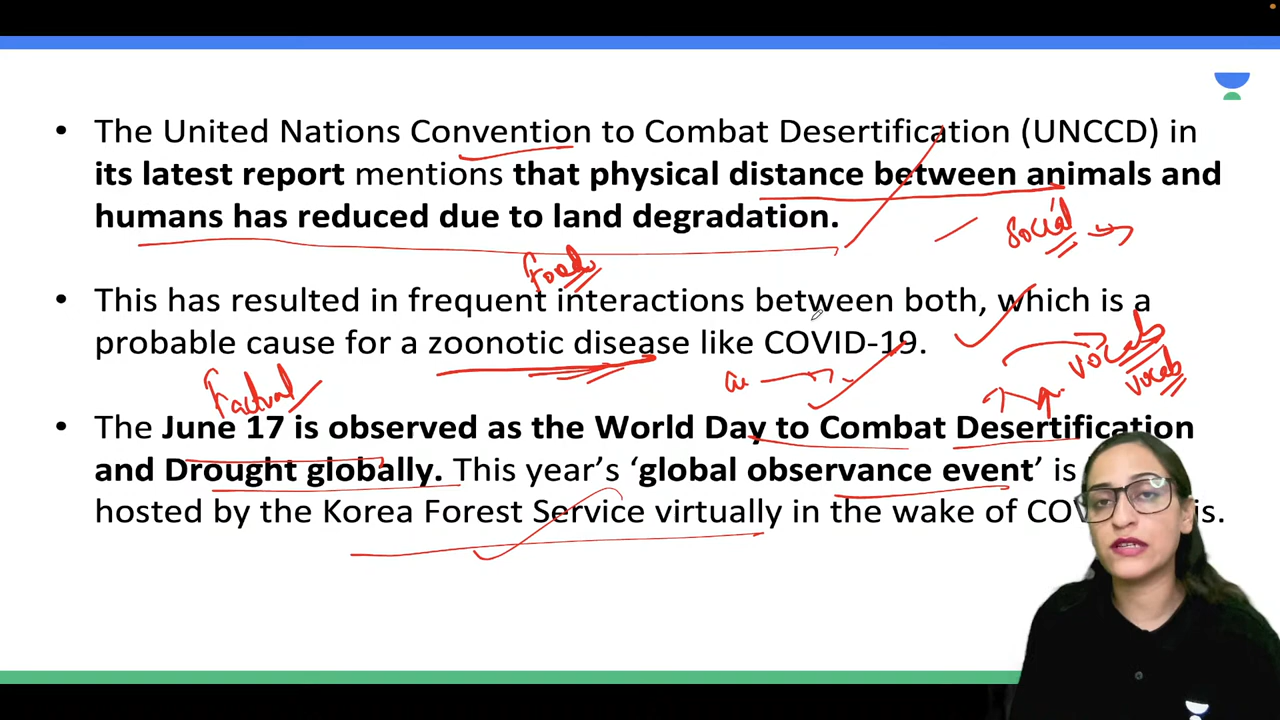 • The United Nations Convention to Combat Desertification (UNCCD) in
its latest report mentions that physical distance between animals and
humans has reduced due to land degradation.
social
Food
• This has resulted in frequent interactions between both, which is a
probable cause for a zoonotic disease like COVID-19.
vocab
vocab
Factual
• The June 17 is observed as the World Day to Combat Desertification
and Drought globally. This year’s ‘global observance event’ is
hosted by the Korea Forest Service virtually in the wake of